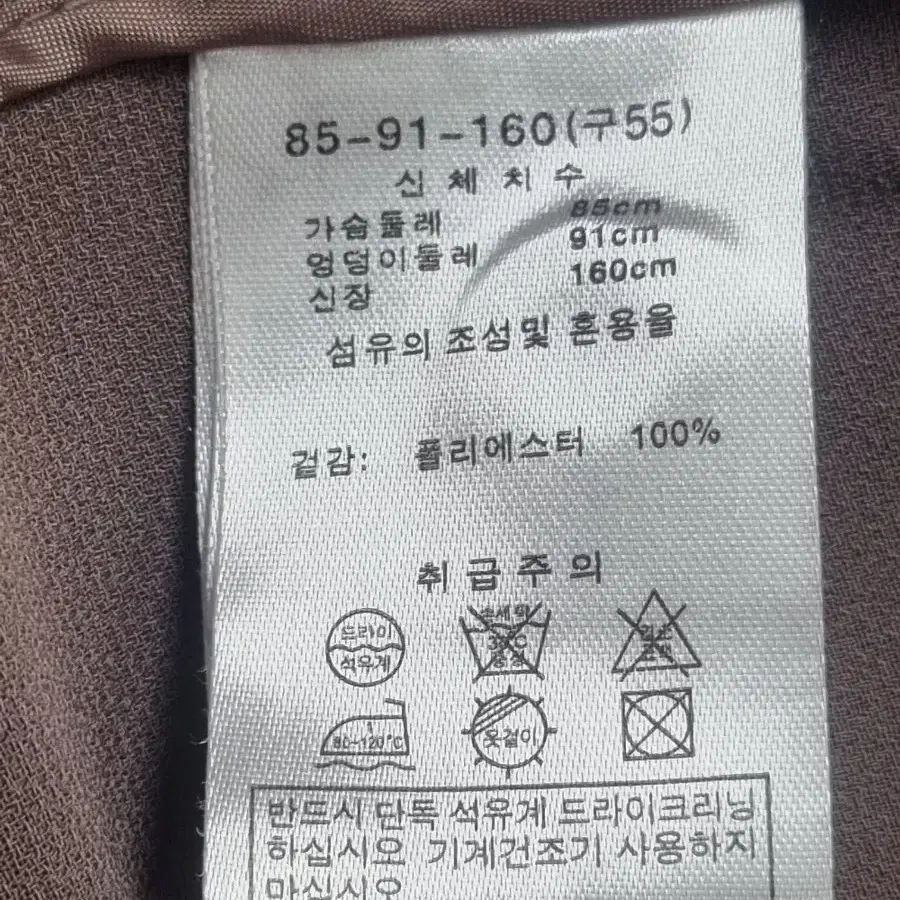 85-91-160(구55)
신 체 치 수
가슴둘레 85cm
엉덩이둘레 91cm
신장 160cm
섬유의 조성및 혼용율
겉감: 폴리에스터 100%
취 급 주 의
드라이
석유계
손세탁
30°C
중성
염소
표백
80~120°C
옷걸이
반드시 단독 석유계 드라이크리닝
하십시오 기계건조기 사용하지
마십시오